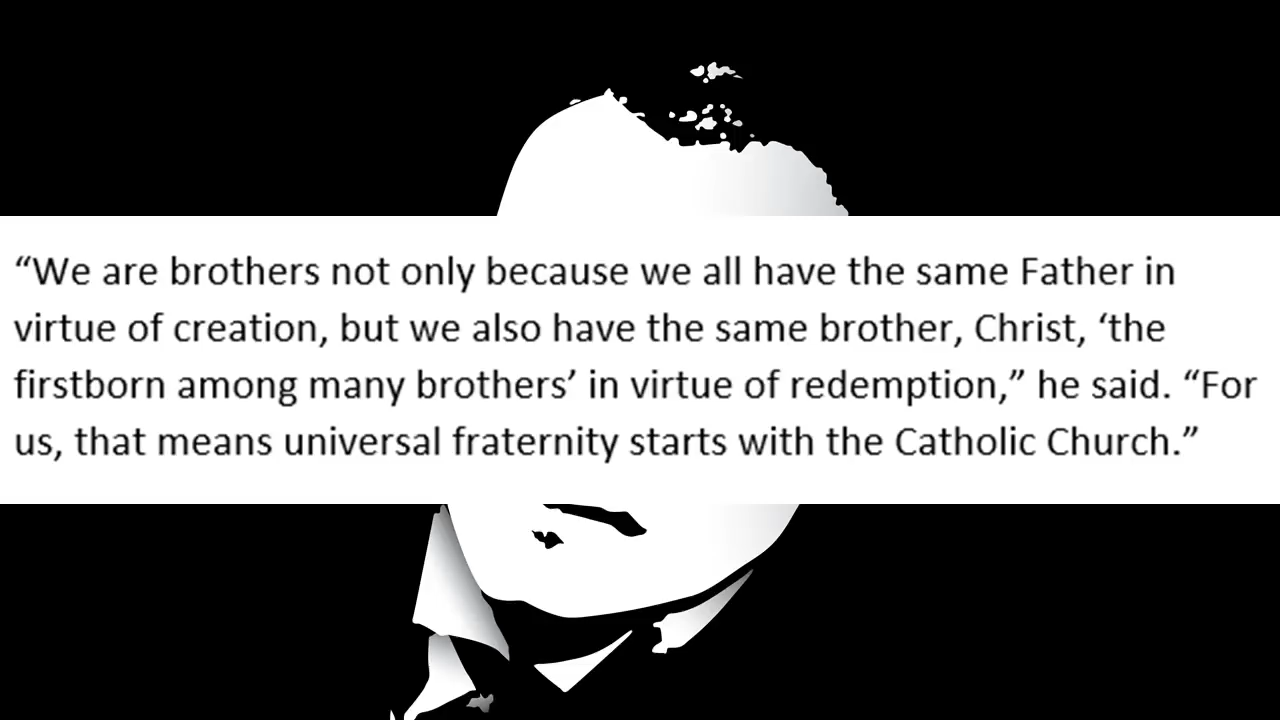 “We are brothers not only because we all have the same Father in
virtue of creation, but we also have the same brother, Christ, ‘the
firstborn among many brothers’ in virtue of redemption,” he said. “For
us, that means universal fraternity starts with the Catholic Church.”